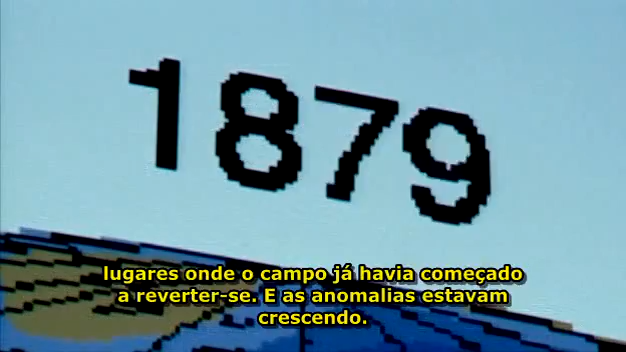 1879
lugares onde o campo já havia começado
a reverter-se. E as anomalias estavam
crescendo.